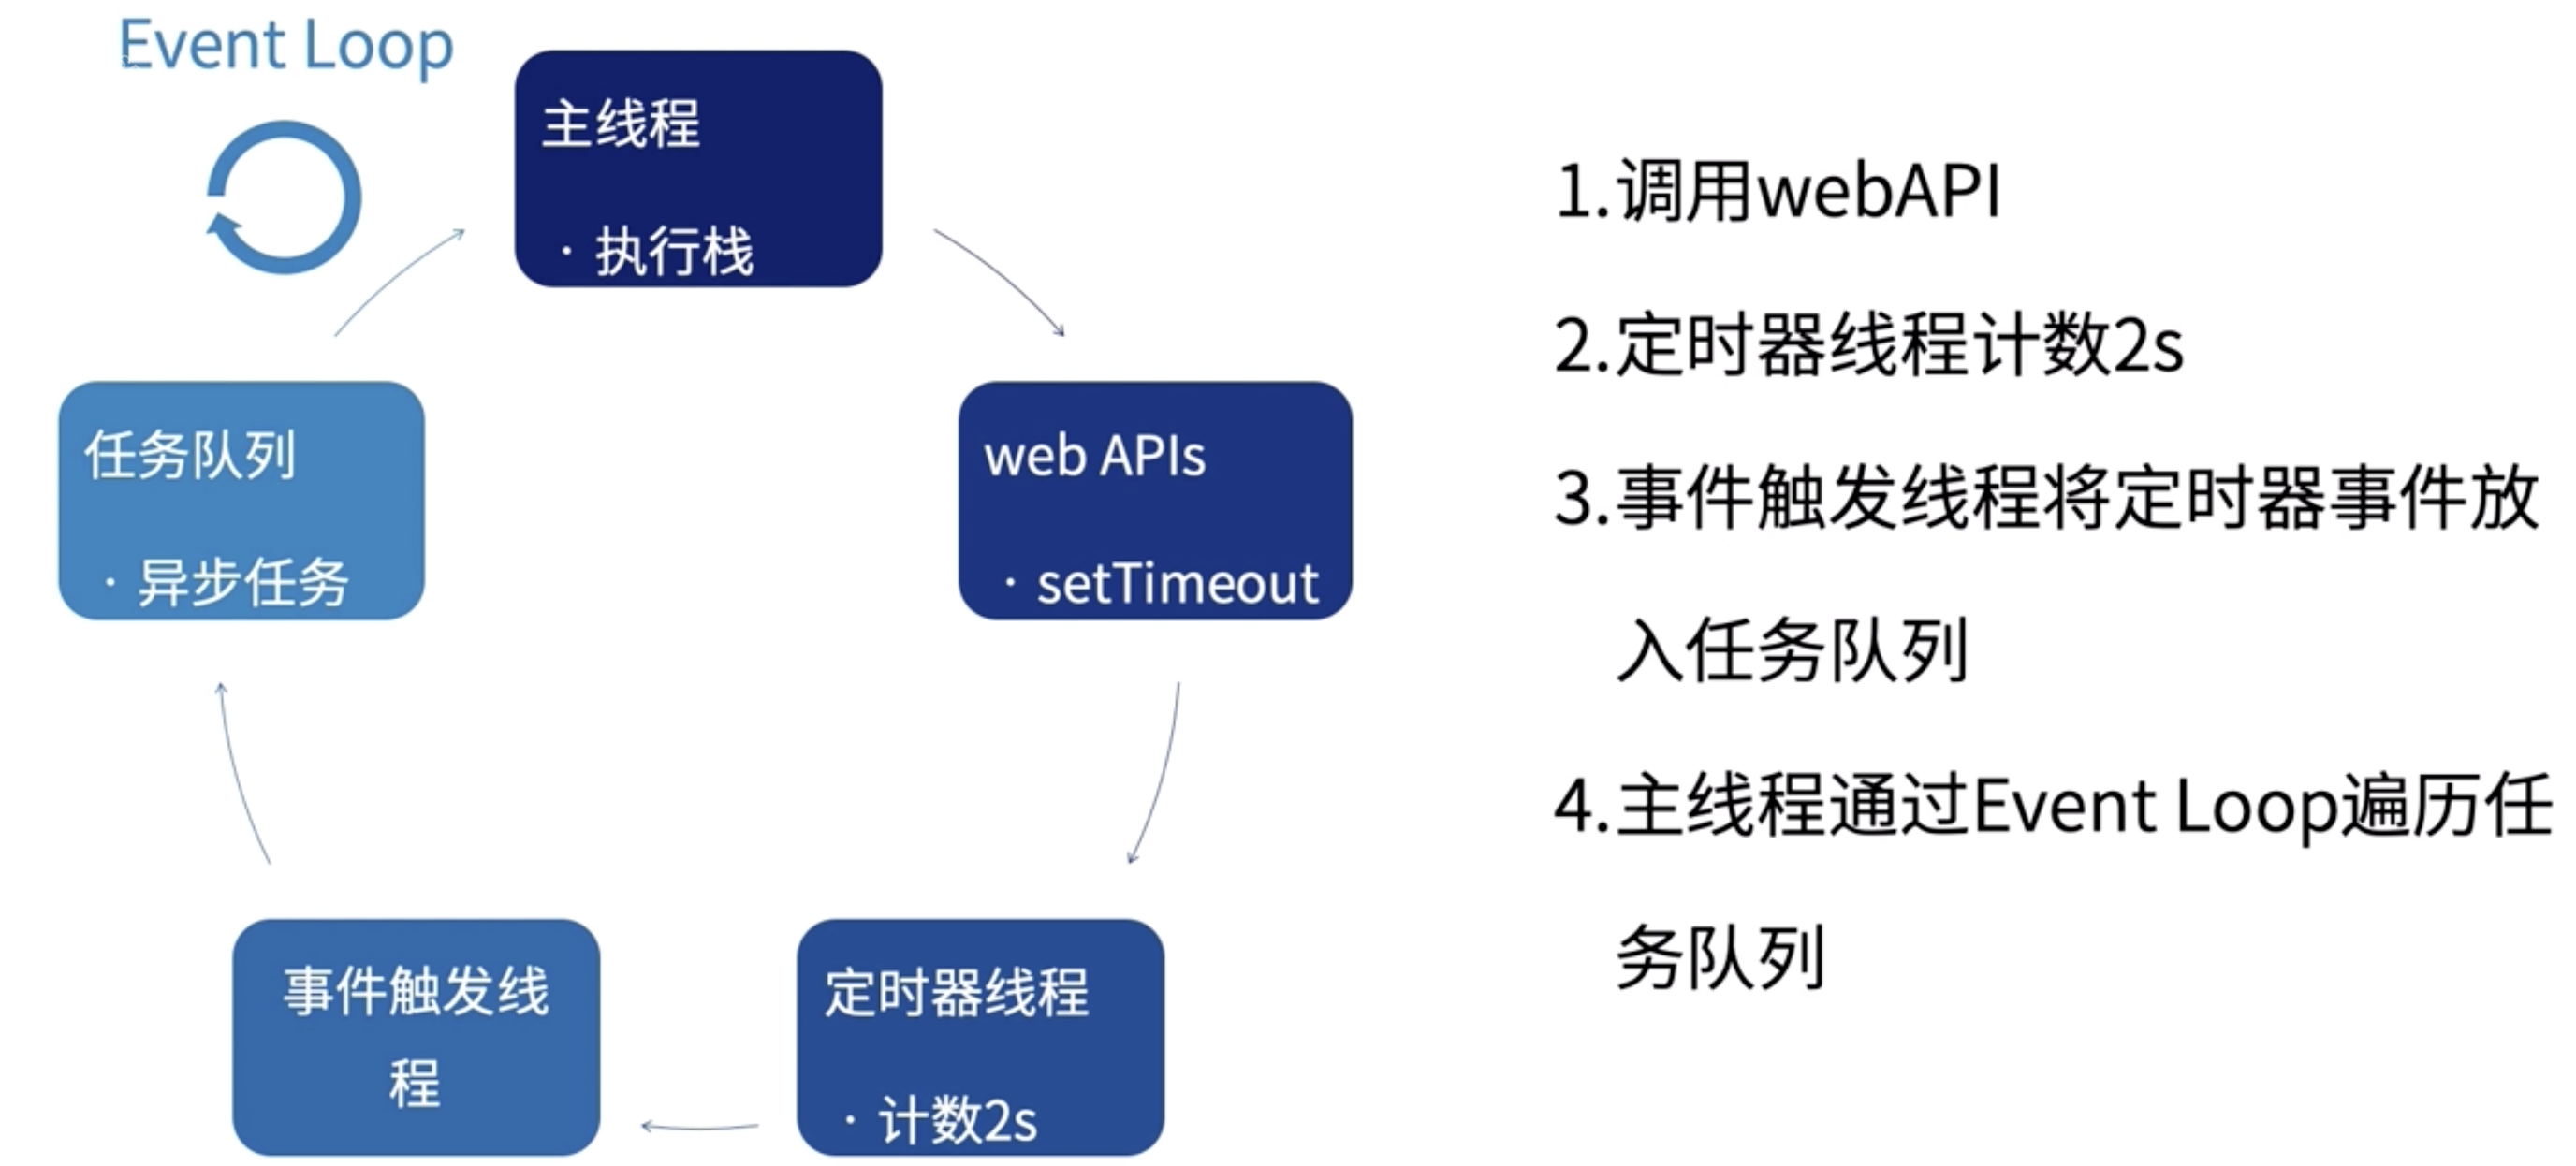 Event Loop
主线程
· 执行栈
web APIs
· setTimeout
定时器线程
· 计数2s
事件触发线
程
任务队列
· 异步任务
1.调用webAPI
2.定时器线程计数2s
3.事件触发线程将定时器事件放
入任务队列
4.主线程通过Event Loop遍历任
务队列